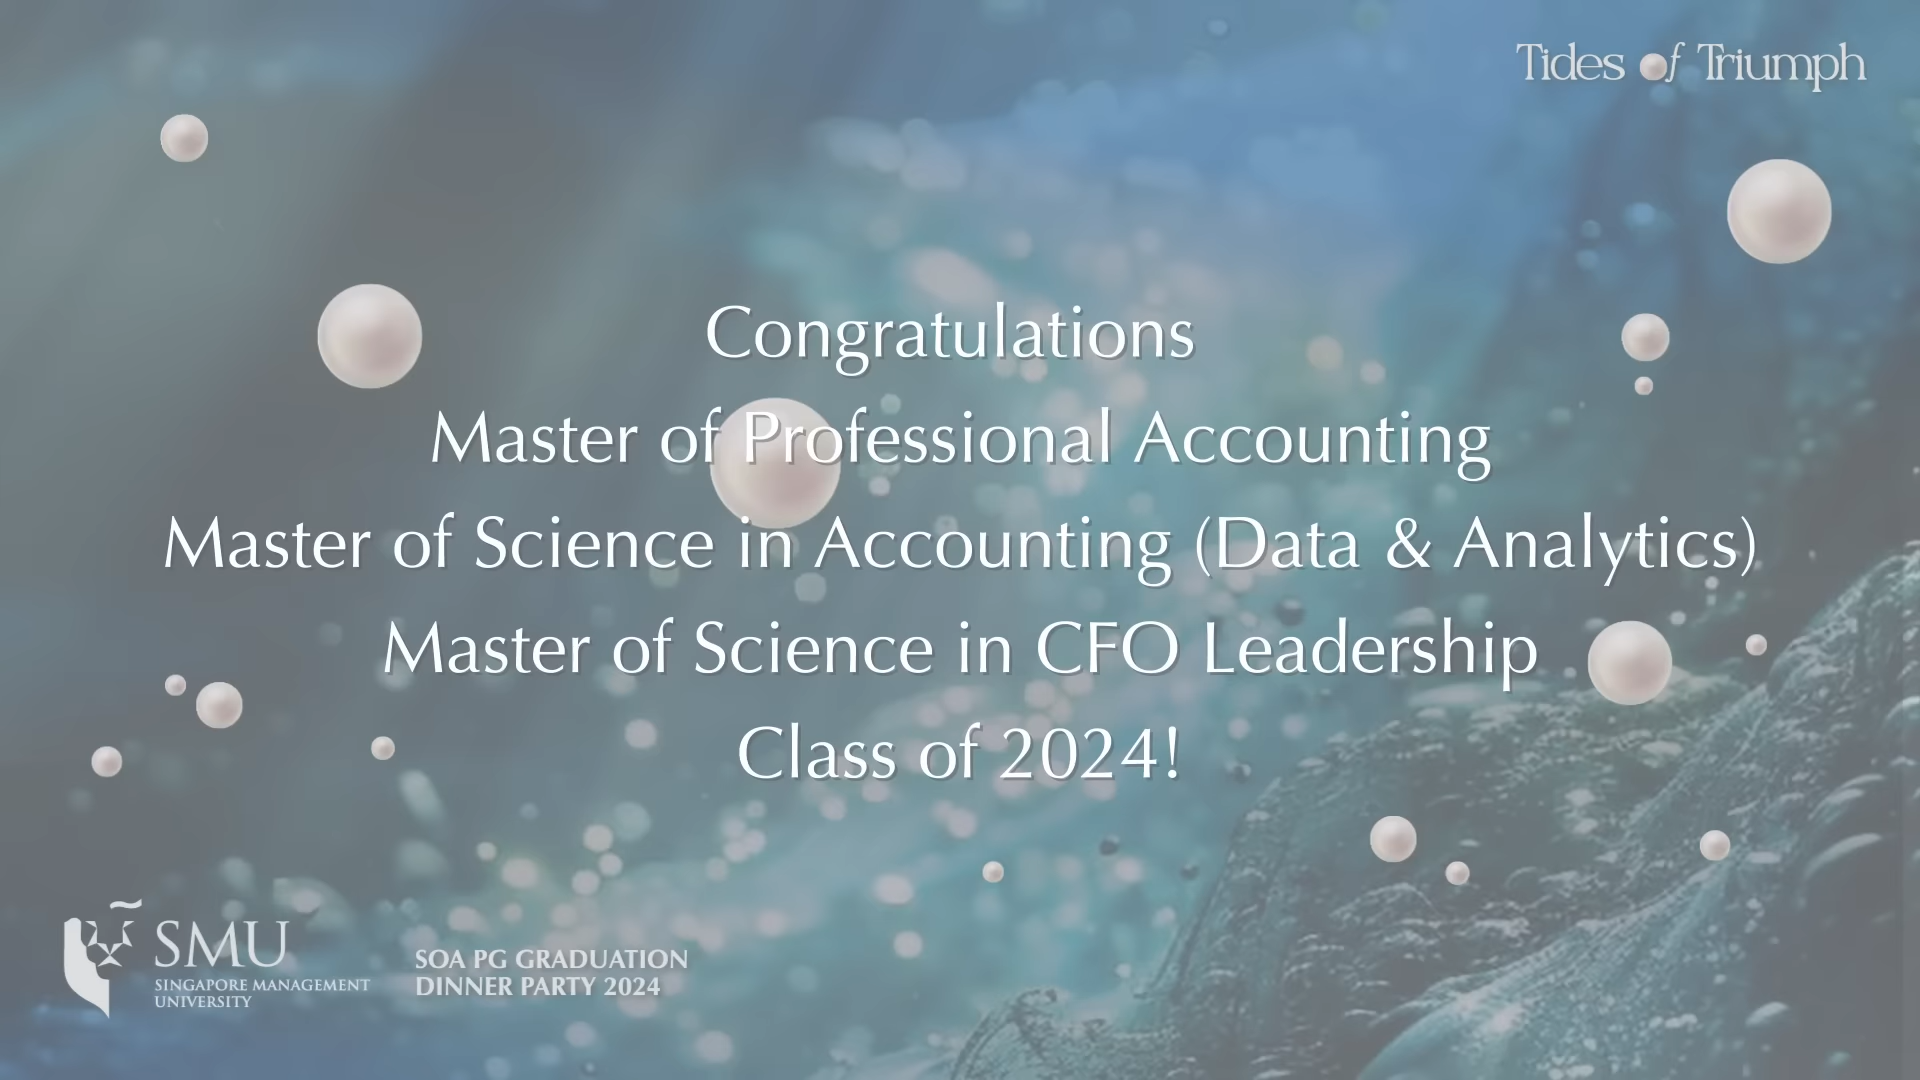 Tides of Triumph
Congratulations
Master of Professional Accounting
Master of Science in Accounting (Data & Analytics)
Master of Science in CFO Leadership
Class of 2024!
SMU
SINGAPORE MANAGEMENT
UNIVERSITY
SOA PG GRADUATION
DINNER PARTY 2024